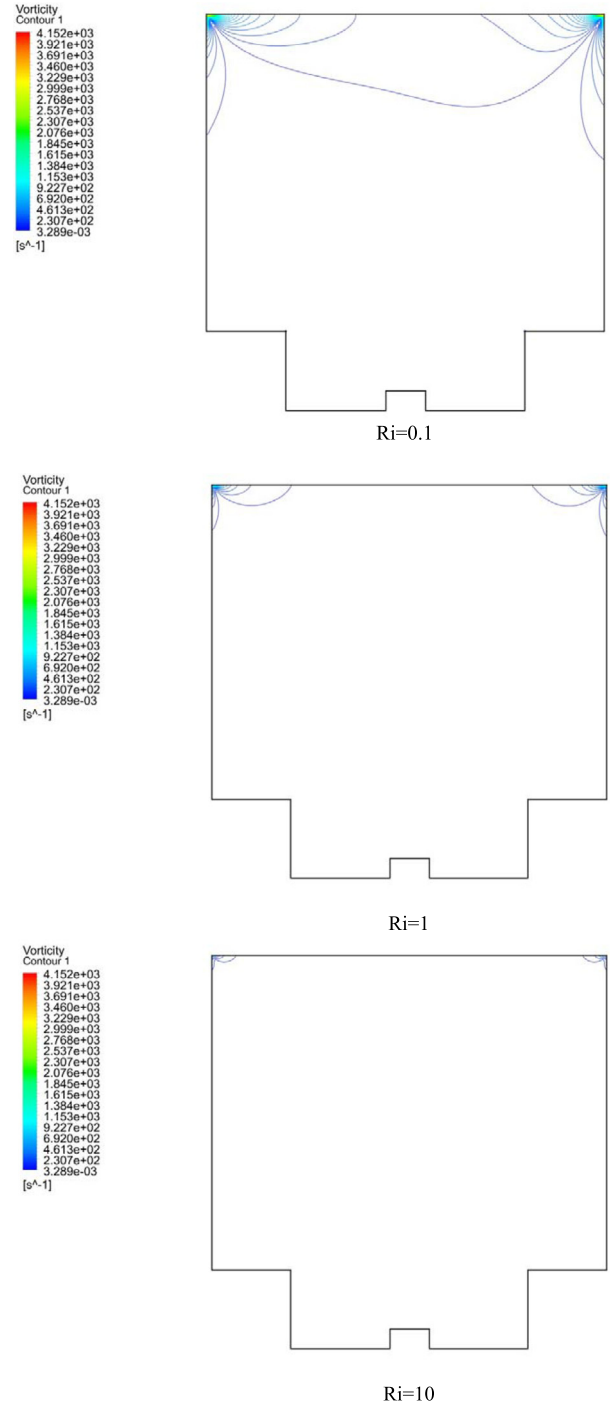 Vorticity
Contour 1
4.152e+03
3.921e+03
3.691e+03
3.460e+03
3.229e+03
2.999e+03
2.768e+03
2.537e+03
2.307e+03
2.076e+03
1.845e+03
1.615e+03
1.384e+03
1.153e+03
9.227e+02
6.920e+02
4.613e+02
2.307e+02
3.289e-03
[s^-1]
Ri=0.1
Vorticity
Contour 1
4.152e+03
3.921e+03
3.691e+03
3.460e+03
3.229e+03
2.999e+03
2.768e+03
2.537e+03
2.307e+03
2.076e+03
1.845e+03
1.615e+03
1.384e+03
1.153e+03
9.227e+02
6.920e+02
4.613e+02
2.307e+02
3.289e-03
[s^-1]
Ri=1
Vorticity
Contour 1
4.152e+03
3.921e+03
3.691e+03
3.460e+03
3.229e+03
2.999e+03
2.768e+03
2.537e+03
2.307e+03
2.076e+03
1.845e+03
1.615e+03
1.384e+03
1.153e+03
9.227e+02
6.920e+02
4.613e+02
2.307e+02
3.289e-03
[s^-1]
Ri=10